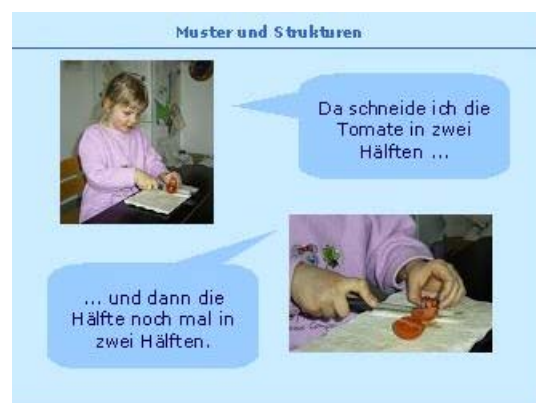 Muster und Strukturen
Da schneide ich die
Tomate in zwei
Hälften ...
... und dann die
Hälfte noch mal in
zwei Hälften.